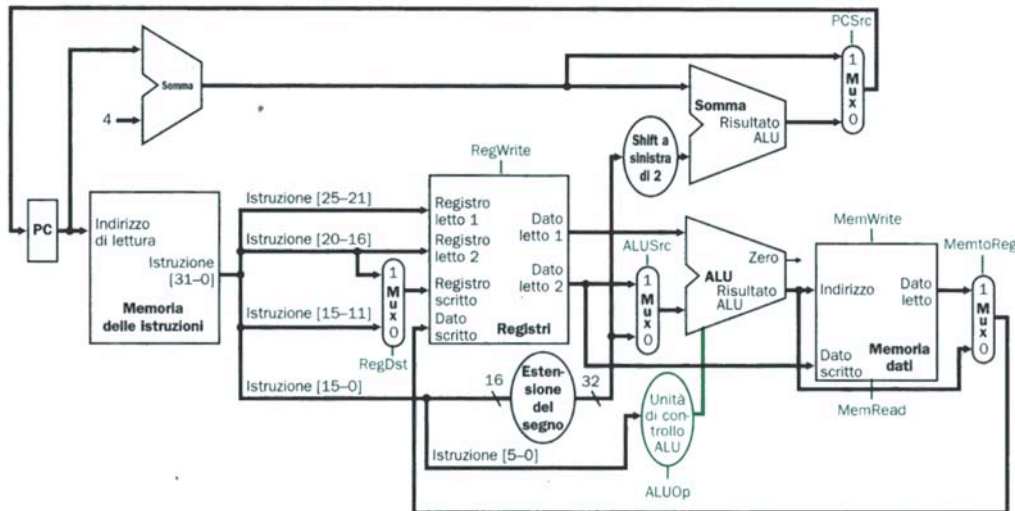 PCSrc
1
Mux
0
Somma
4
Somma
Risultato
ALU
Shift a
sinistra
di 2
RegWrite
PC
Indirizzo
di lettura
Istruzione
[31–0]
Memoria
delle istruzioni
Istruzione [25–21]
Istruzione [20–16]
Istruzione [15–11]
Istruzione [15–0]
Istruzione [5–0]
1
Mux
0
RegDst
Registro
letto 1
Registro
letto 2
Registro
scritto
Dato
scritto
Dato
letto 1
Dato
letto 2
Registri
16
Estensione
del
segno
32
ALUSrc
1
Mux
0
Zero
ALU
Risultato
ALU
Unità
di con-
trollo
ALU
ALUOp
MemWrite
Indirizzo
Dato
letto
Dato
scritto
Memoria
dati
MemRead
MemtoReg
1
Mux
0